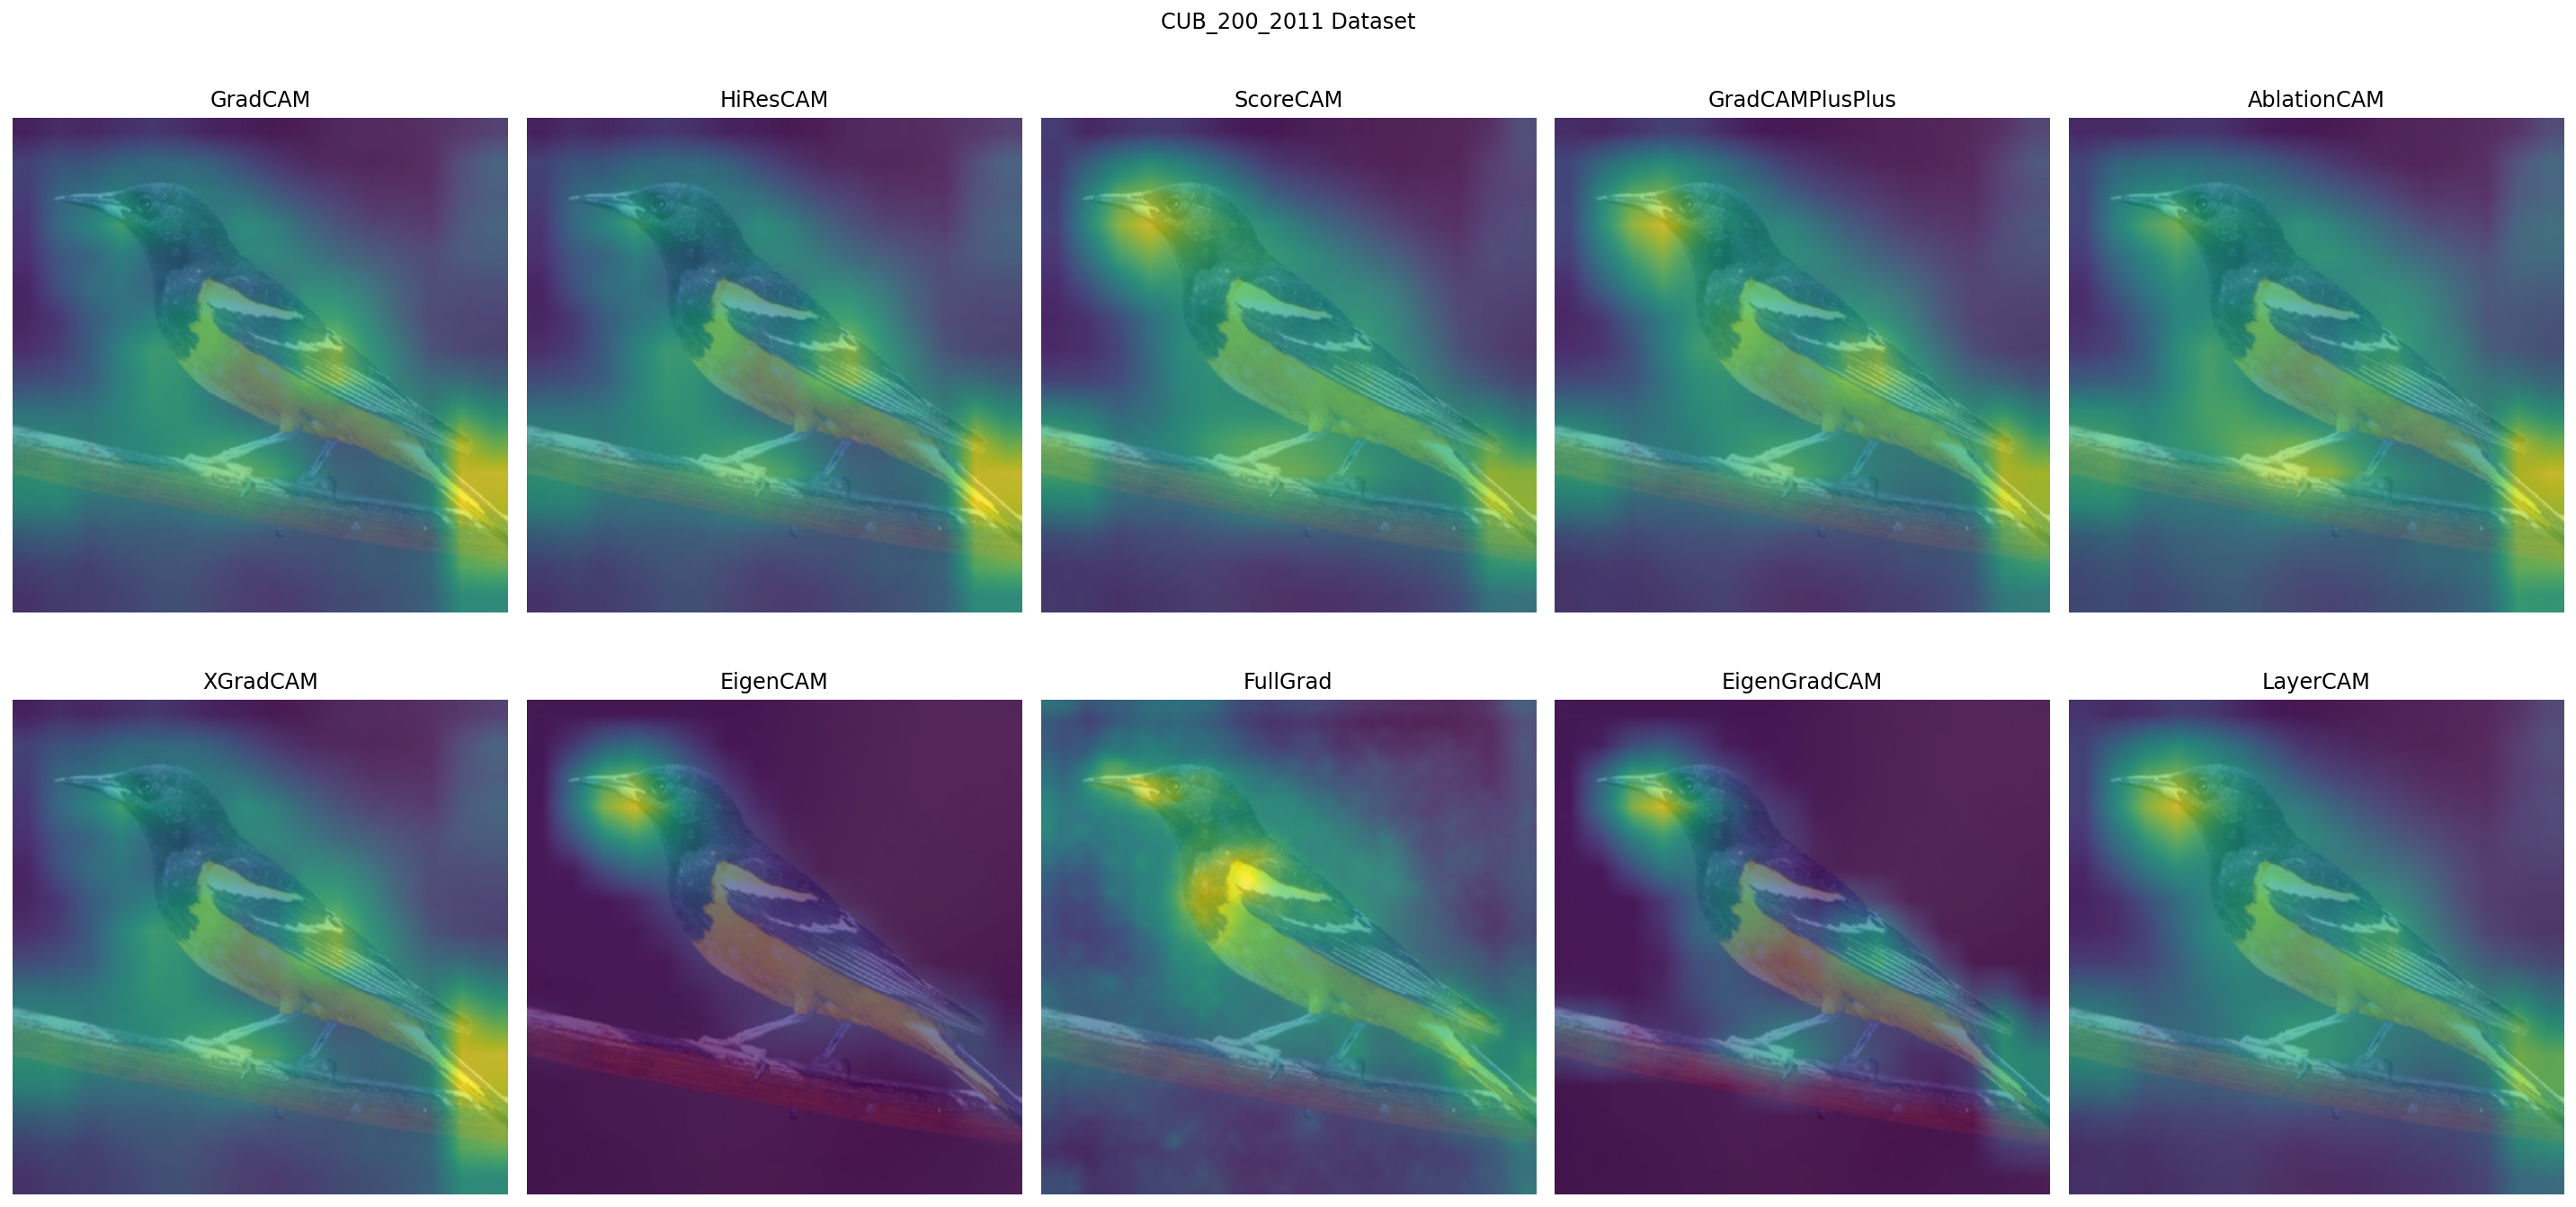 CUB_200_2011 Dataset
GradCAM
HiResCAM
ScoreCAM
GradCAMPlusPlus
AblationCAM
XGradCAM
EigenCAM
FullGrad
EigenGradCAM
LayerCAM